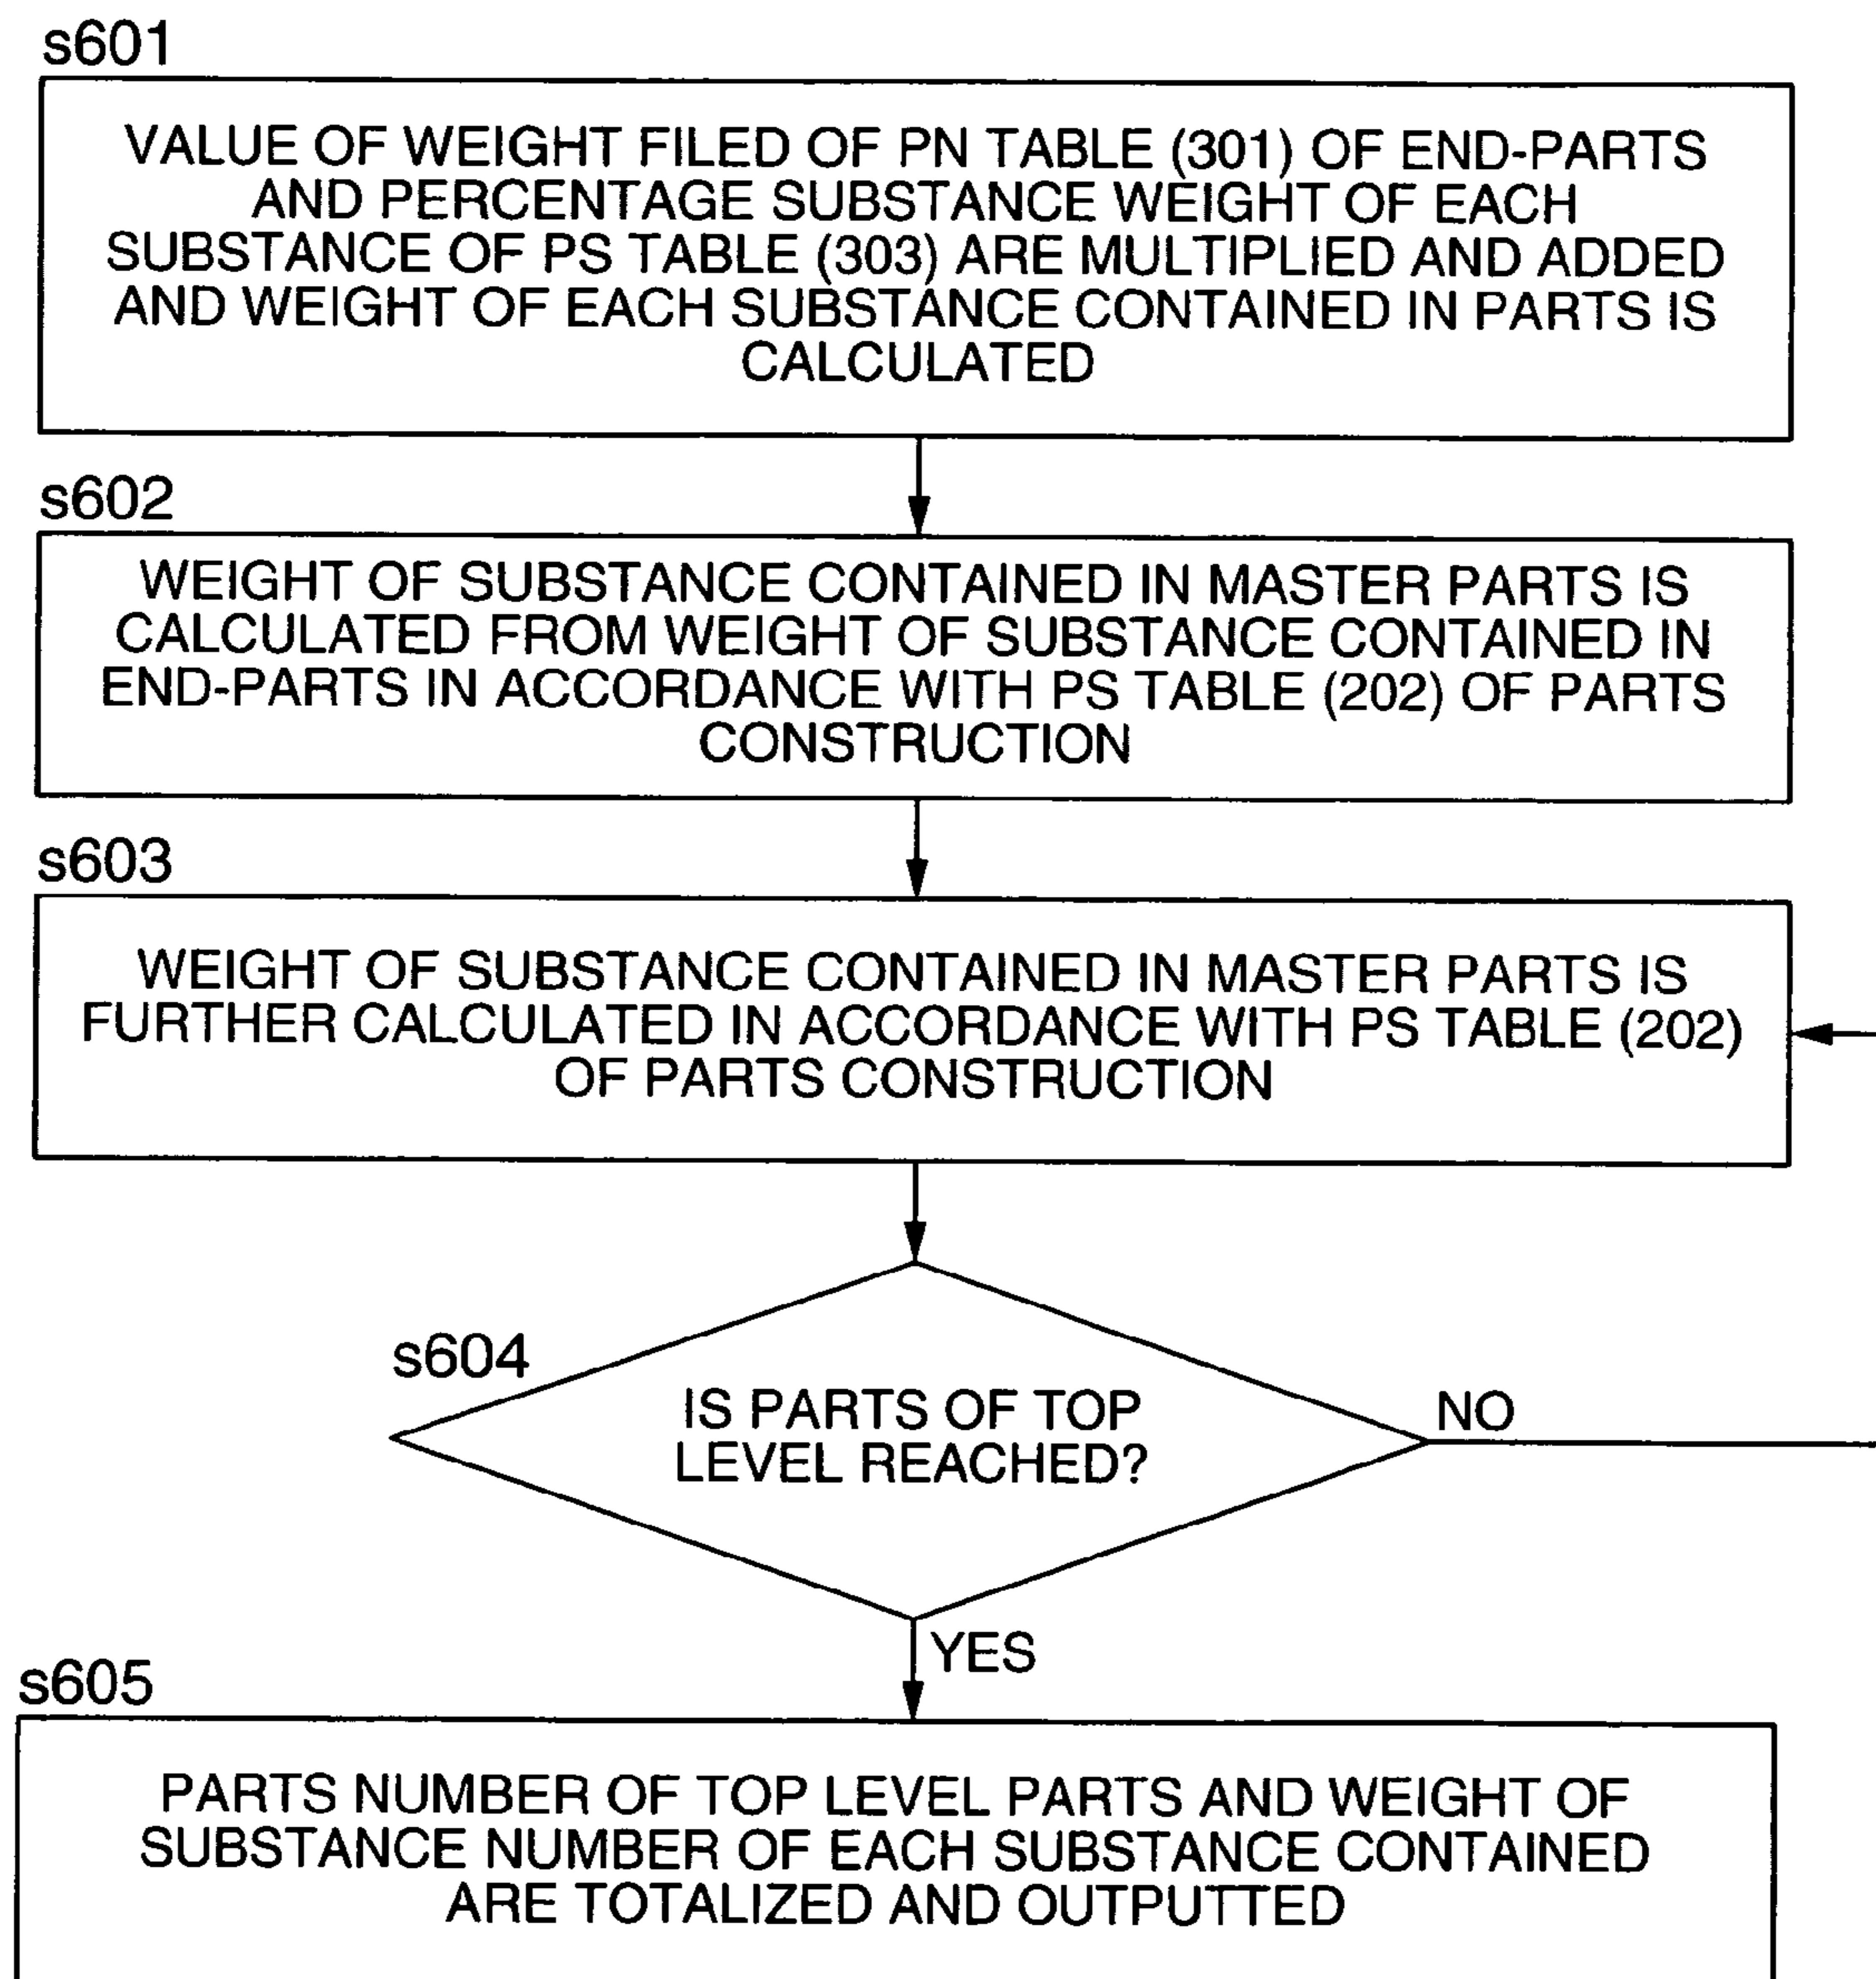 s601
VALUE OF WEIGHT FILED OF PN TABLE (301) OF END-PARTS
AND PERCENTAGE SUBSTANCE WEIGHT OF EACH
SUBSTANCE OF PS TABLE (303) ARE MULTIPLIED AND ADDED
AND WEIGHT OF EACH SUBSTANCE CONTAINED IN PARTS IS
CALCULATED
s602
WEIGHT OF SUBSTANCE CONTAINED IN MASTER PARTS IS
CALCULATED FROM WEIGHT OF SUBSTANCE CONTAINED IN
END-PARTS IN ACCORDANCE WITH PS TABLE (202) OF PARTS
CONSTRUCTION
s603
WEIGHT OF SUBSTANCE CONTAINED IN MASTER PARTS IS
FURTHER CALCULATED IN ACCORDANCE WITH PS TABLE (202)
OF PARTS CONSTRUCTION
s604
IS PARTS OF TOP
LEVEL REACHED?
NO
YES
s605
PARTS NUMBER OF TOP LEVEL PARTS AND WEIGHT OF
SUBSTANCE NUMBER OF EACH SUBSTANCE CONTAINED
ARE TOTALIZED AND OUTPUTTED